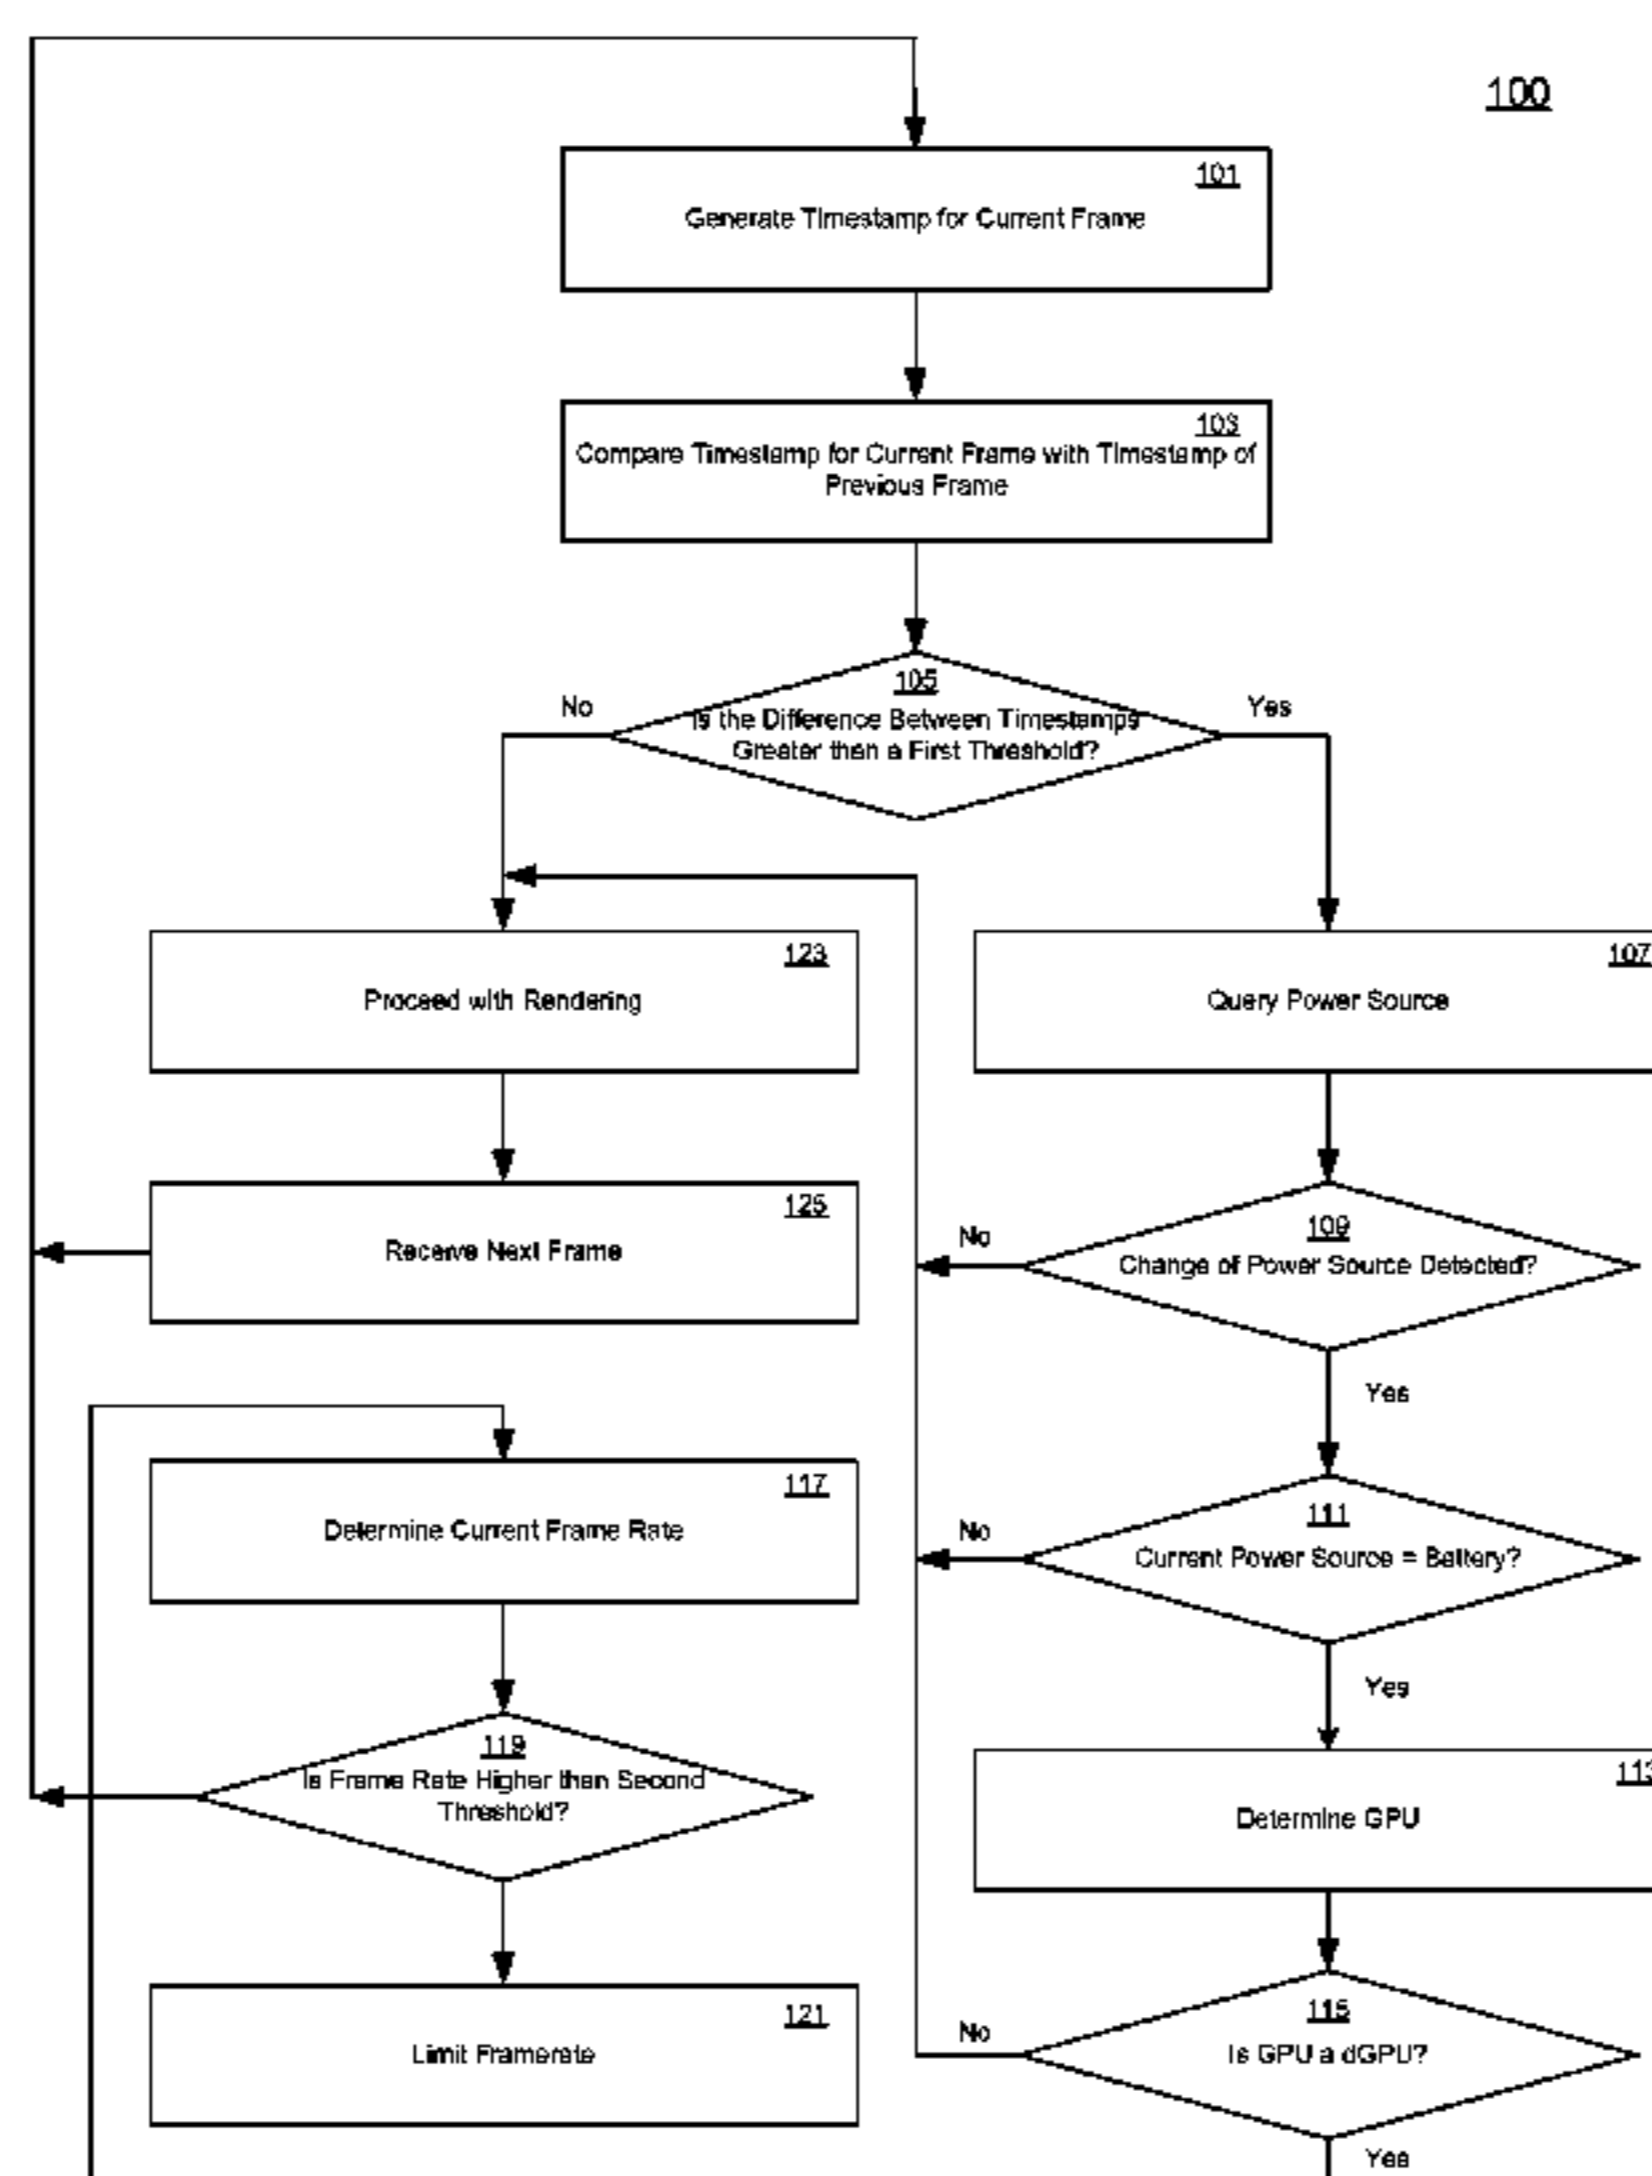 100
101
Generate Timestamp for Current Frame
103
Compare Timestamp for Current Frame with Timestamp of
Previous Frame
105
Is the Difference Between Timestamps
Greater than a First Threshold?
No
Yes
123
Proceed with Rendering
107
Query Power Source
125
Receive Next Frame
109
Change of Power Source Detected?
No
Yes
117
Determine Current Frame Rate
111
Current Power Source = Battery?
No
Yes
119
Is Frame Rate Higher than Second
Threshold?
113
Determine GPU
121
Limit Framerate
115
Is GPU a dGPU?
No
Yes